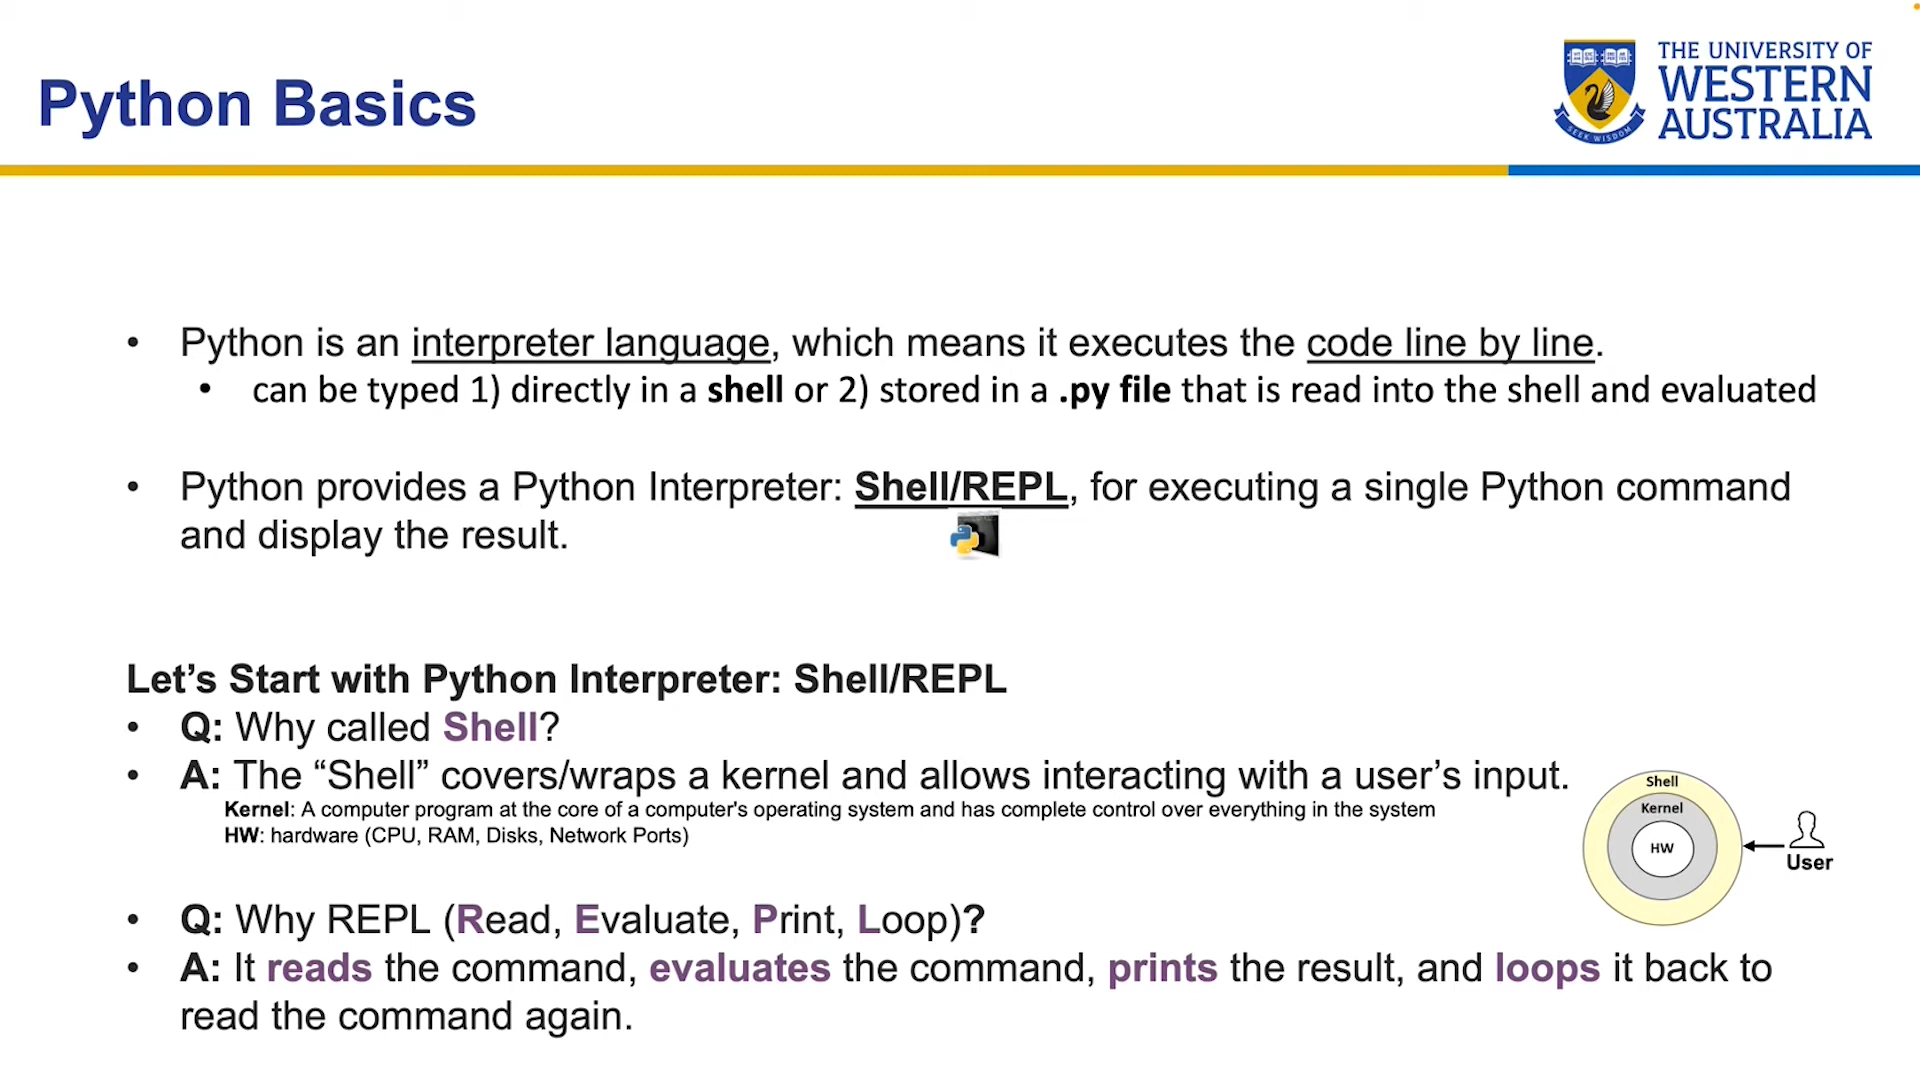 Python Basics
THE UNIVERSITY OF
WESTERN
AUSTRALIA
SEEK WISDOM
• Python is an interpreter language, which means it executes the code line by line.
• can be typed 1) directly in a shell or 2) stored in a .py file that is read into the shell and evaluated
• Python provides a Python Interpreter: Shell/REPL, for executing a single Python command
and display the result.
Let’s Start with Python Interpreter: Shell/REPL
• Q: Why called Shell?
• A: The “Shell” covers/wraps a kernel and allows interacting with a user’s input.
Kernel: A computer program at the core of a computer's operating system and has complete control over everything in the system
HW: hardware (CPU, RAM, Disks, Network Ports)
Shell
Kernel
HW
User
• Q: Why REPL (Read, Evaluate, Print, Loop)?
• A: It reads the command, evaluates the command, prints the result, and loops it back to
read the command again.